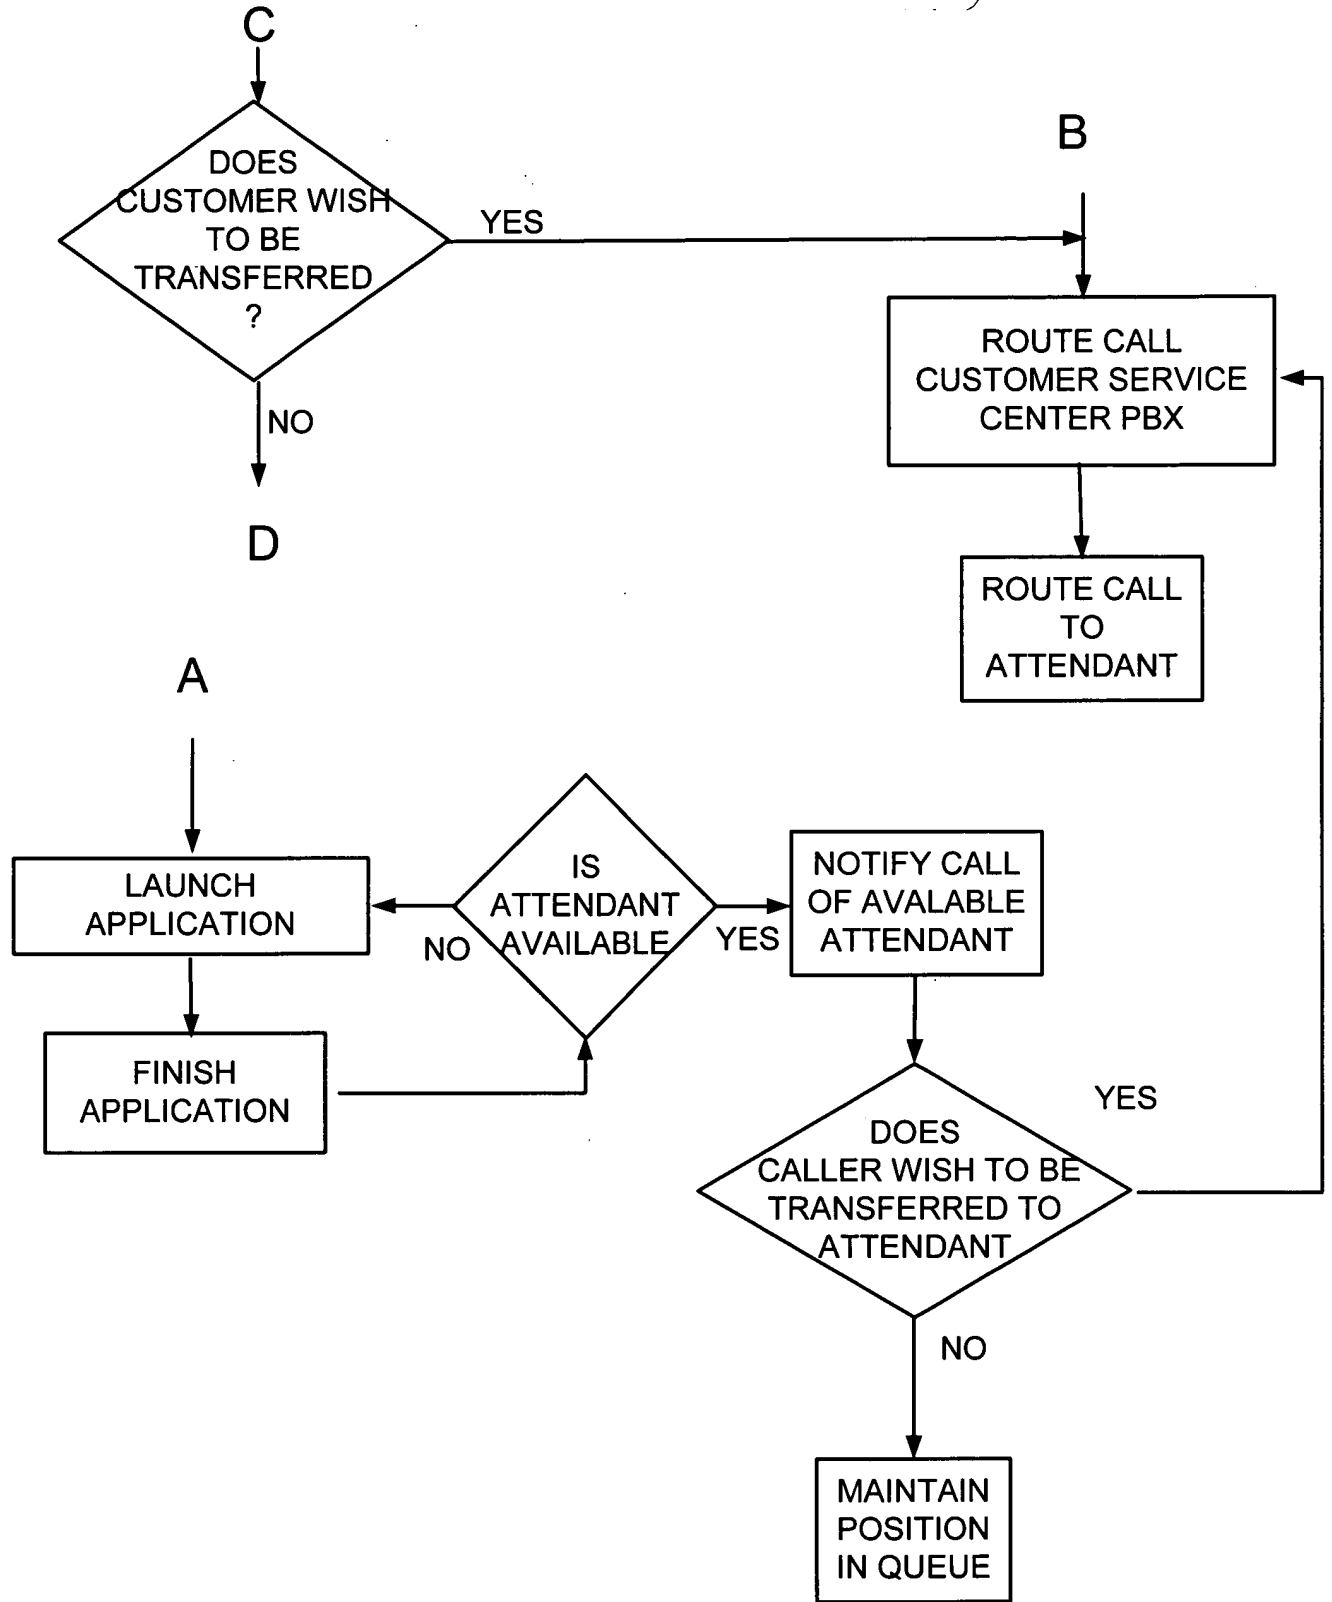 C
DOES
CUSTOMER WISH
TO BE
TRANSFERRED
?
YES
NO
D
B
ROUTE CALL
CUSTOMER SERVICE
CENTER PBX
ROUTE CALL
TO
ATTENDANT
A
LAUNCH
APPLICATION
FINISH
APPLICATION
IS
ATTENDANT
AVAILABLE
NO
YES
NOTIFY CALL
OF AVALABLE
ATTENDANT
DOES
CALLER WISH TO BE
TRANSFERRED TO
ATTENDANT
YES
NO
MAINTAIN
POSITION
IN QUEUE